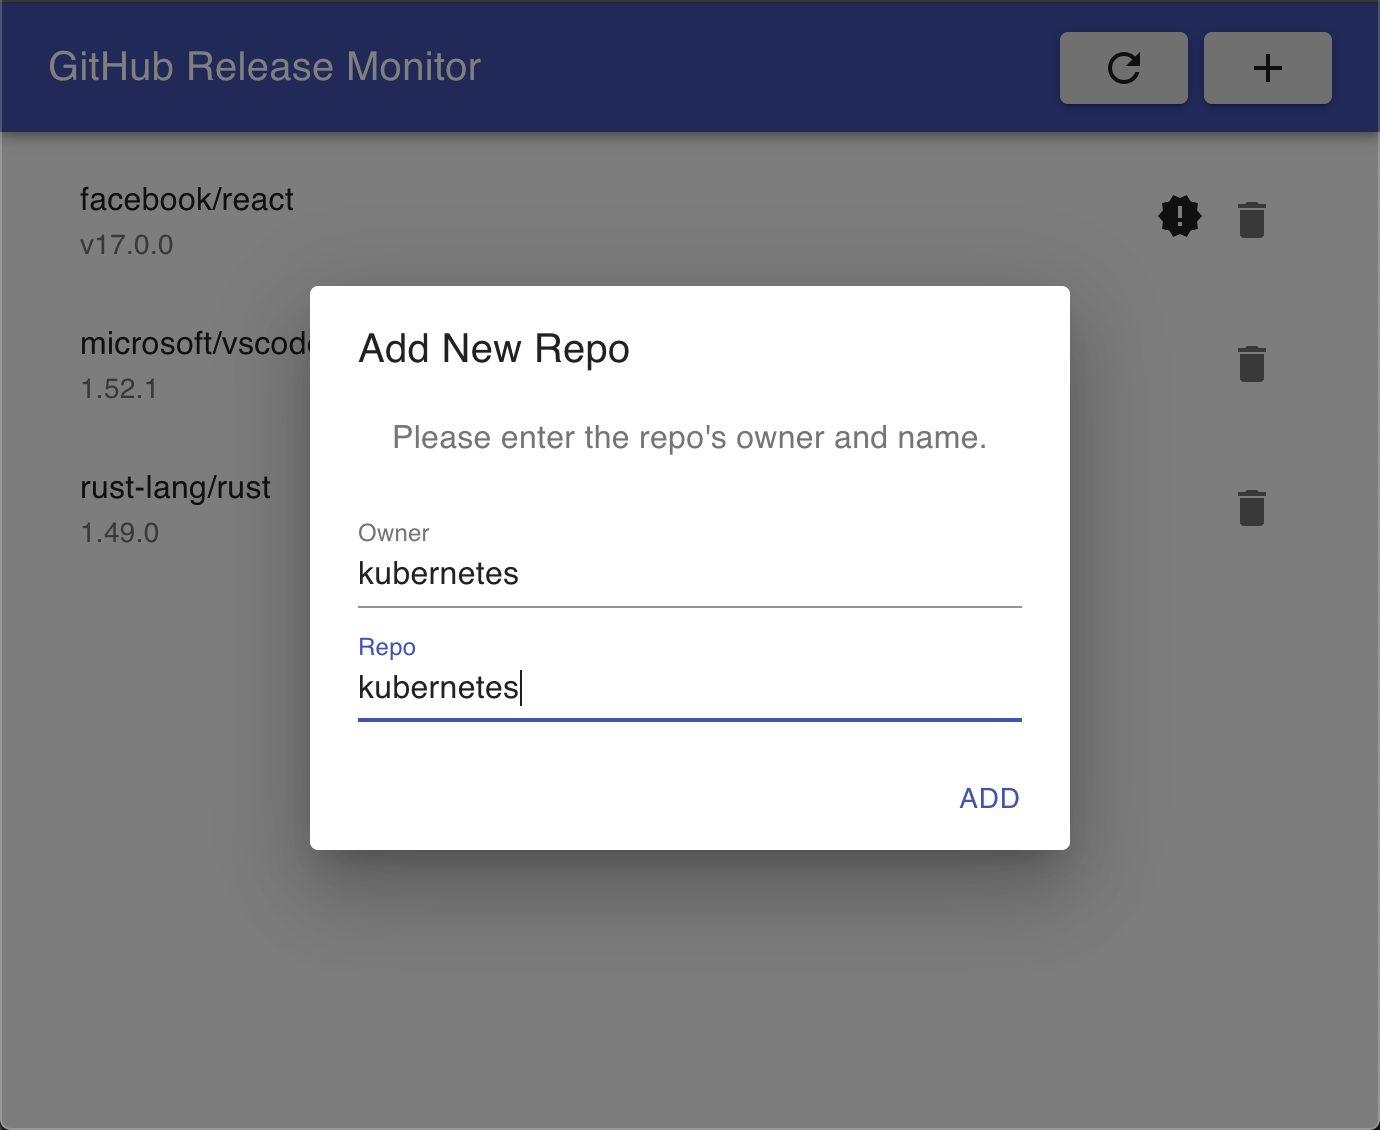 GitHub Release Monitor
facebook/react
v17.0.0
microsoft/vscod
1.52.1
rust-lang/rust
1.49.0
Add New Repo
Please enter the repo's owner and name.
Owner
kubernetes
Repo
kubernetes
ADD